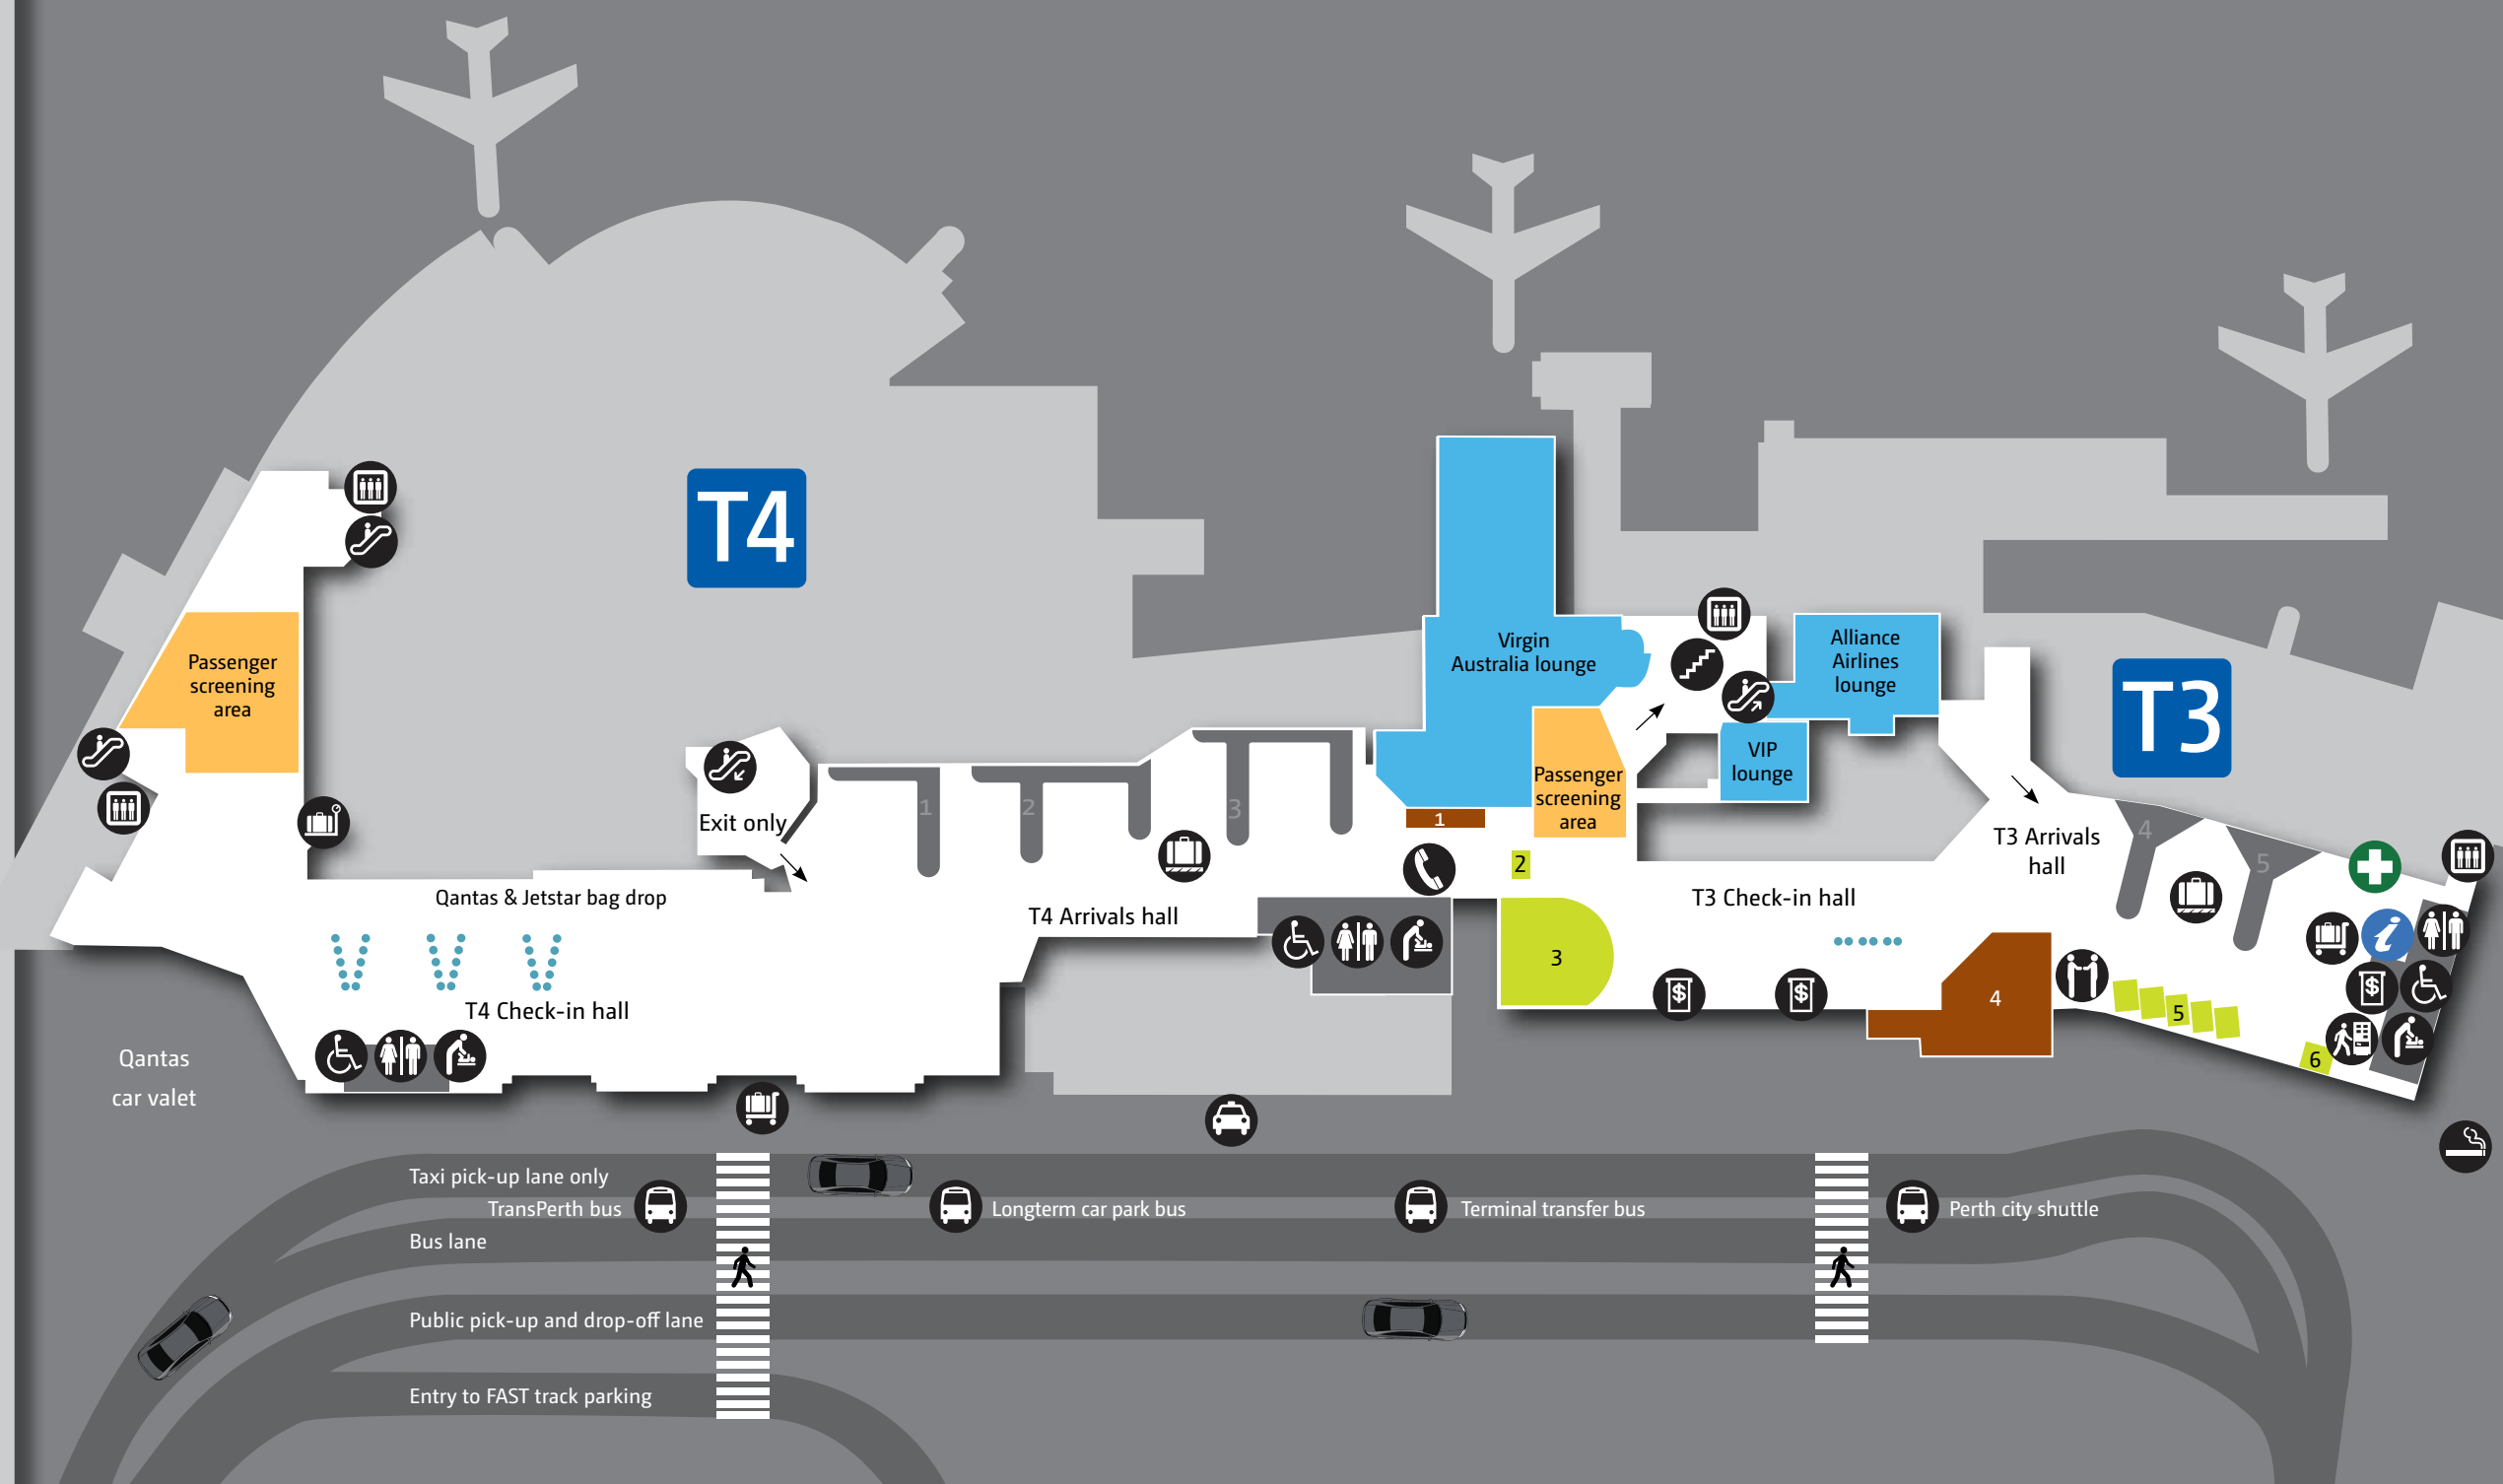 T4
Passenger
screening
area
Exit only
1
2
3
Qantas & Jetstar bag drop
T4 Arrivals hall
T4 Check-in hall
Qantas
car valet
Virgin
Australia lounge
Alliance
Airlines
lounge
T3
VIP
lounge
Passenger
screening
area
1
2
3
T3 Check-in hall
T3 Arrivals
hall
4
5
$
$
4
i
$
5
6
Taxi pick-up lane only
TransPerth bus
Longterm car park bus
Terminal transfer bus
Perth city shuttle
Bus lane
Public pick-up and drop-off lane
Entry to FAST track parking